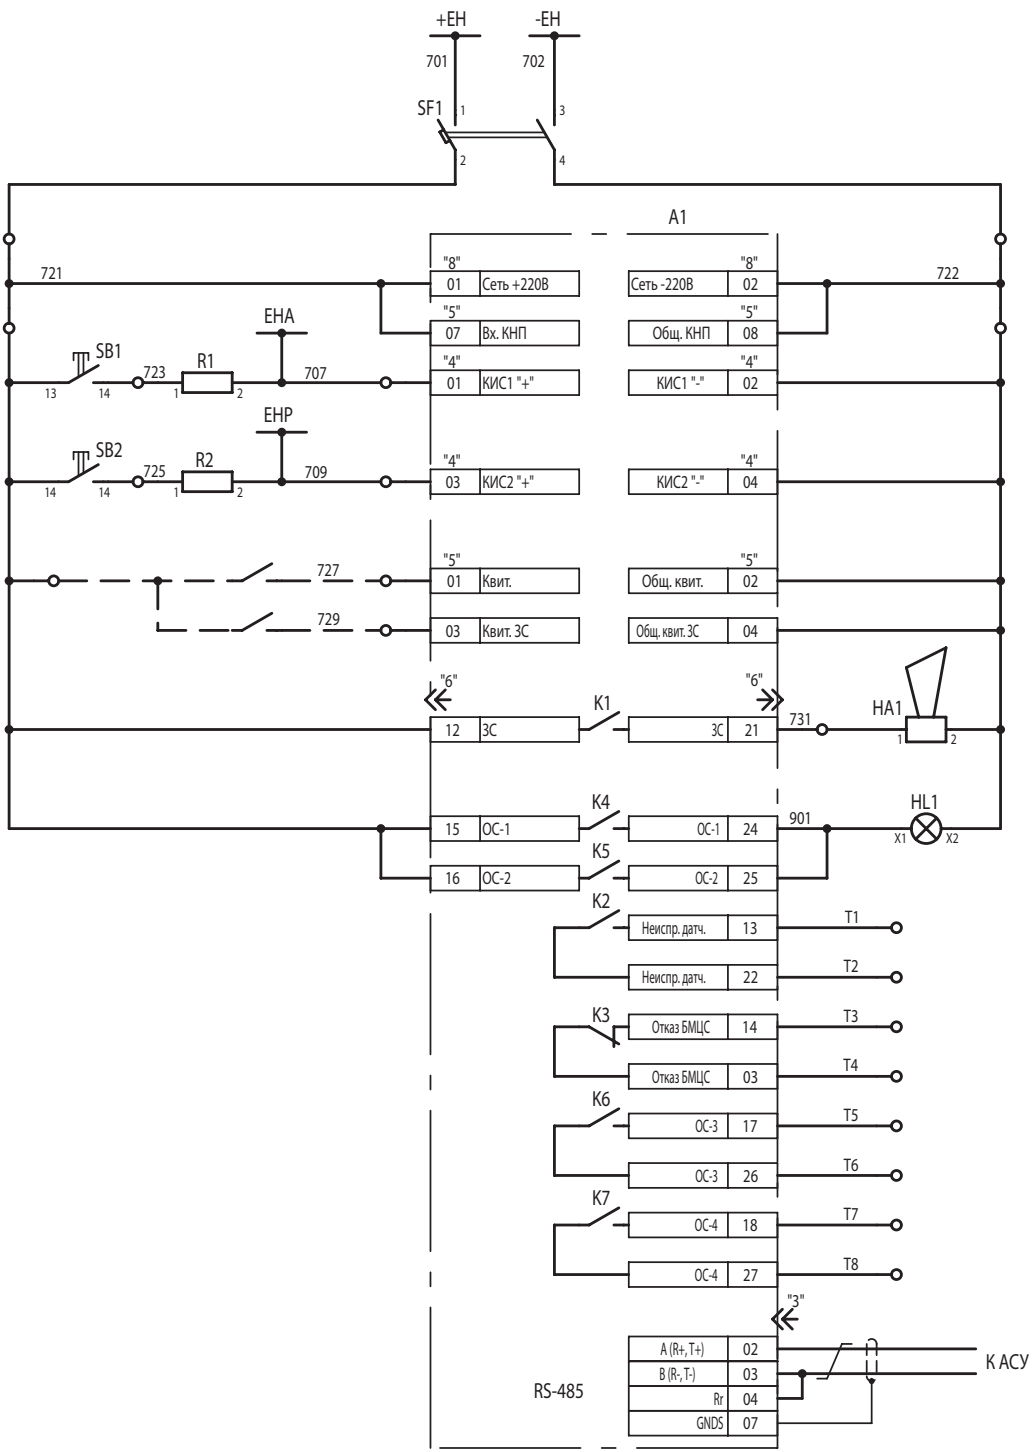 +EH -EH
701 702
SF1 1 3
2 4
A1
"8" "8"
721 01 Сеть +220В Сеть -220В 02 722
"5" "5"
EHA 07 Вх. КНП Общ. КНП 08
SB1 R1 "4" "4"
723 707 01 КИС1 "+" КИС1 "-" 02
13 14 1 2
EHP
SB2 R2 "4" "4"
725 709 03 КИС2 "+" КИС2 "-" 04
14 14 1 2
"5" "5"
727 01 Квит. Общ. квит. 02
729 03 Квит. ЗС Общ. квит. ЗС 04
"6" "6"
K1 HA1
12 ЗС ЗС 21 731 1 2
K4 HL1
15 ОС-1 ОС-1 24 901 X1 X2
K5
16 ОС-2 ОС-2 25
K2
Неиспр. датч. 13 T1
Неиспр. датч. 22 T2
K3
Отказ БМЦС 14 T3
Отказ БМЦС 03 T4
K6
ОС-3 17 T5
ОС-3 26 T6
K7
ОС-4 18 T7
ОС-4 27 T8
"3"
A (R+, T+) 02
B (R-, T-) 03 К АСУ
RS-485 Rr 04
GNDS 07